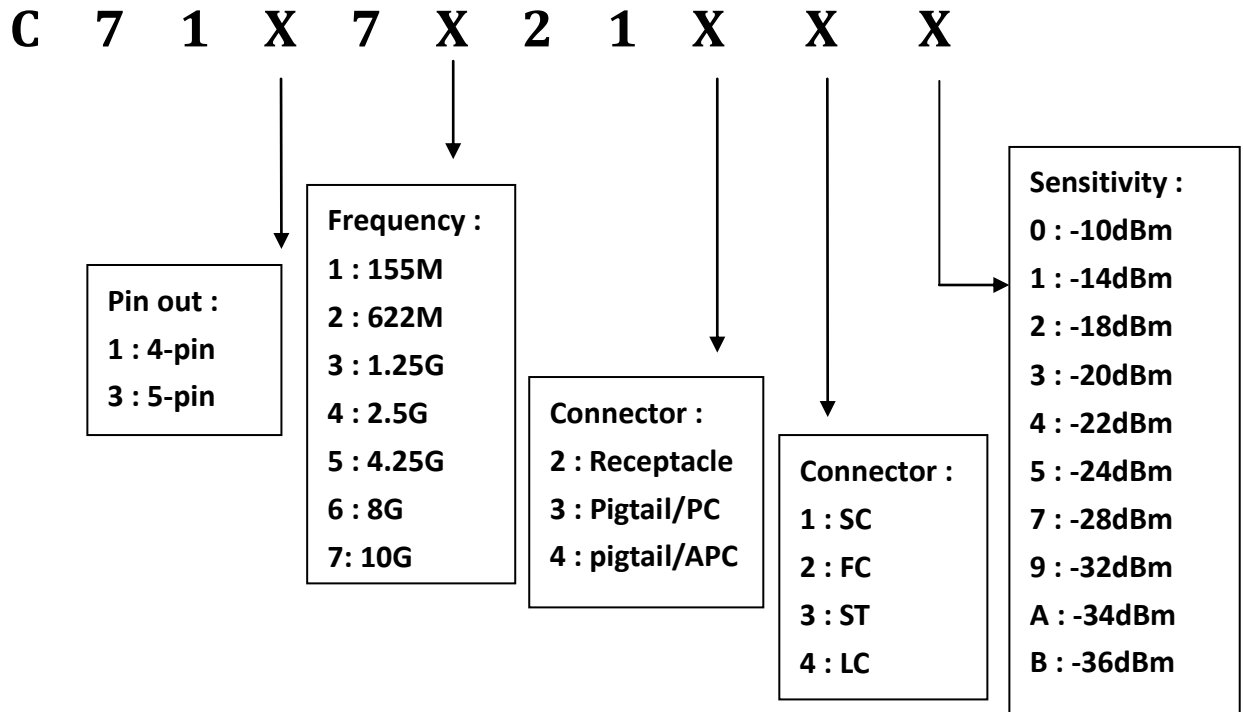 C 7 1 X 7 X 2 1 X X X
Pin out :
1 : 4-pin
3 : 5-pin
Frequency :
1 : 155M
2 : 622M
3 : 1.25G
4 : 2.5G
5 : 4.25G
6 : 8G
7: 10G
Connector :
2 : Receptacle
3 : Pigtail/PC
4 : pigtail/APC
Connector :
1 : SC
2 : FC
3 : ST
4 : LC
Sensitivity :
0 : -10dBm
1 : -14dBm
2 : -18dBm
3 : -20dBm
4 : -22dBm
5 : -24dBm
7 : -28dBm
9 : -32dBm
A : -34dBm
B : -36dBm